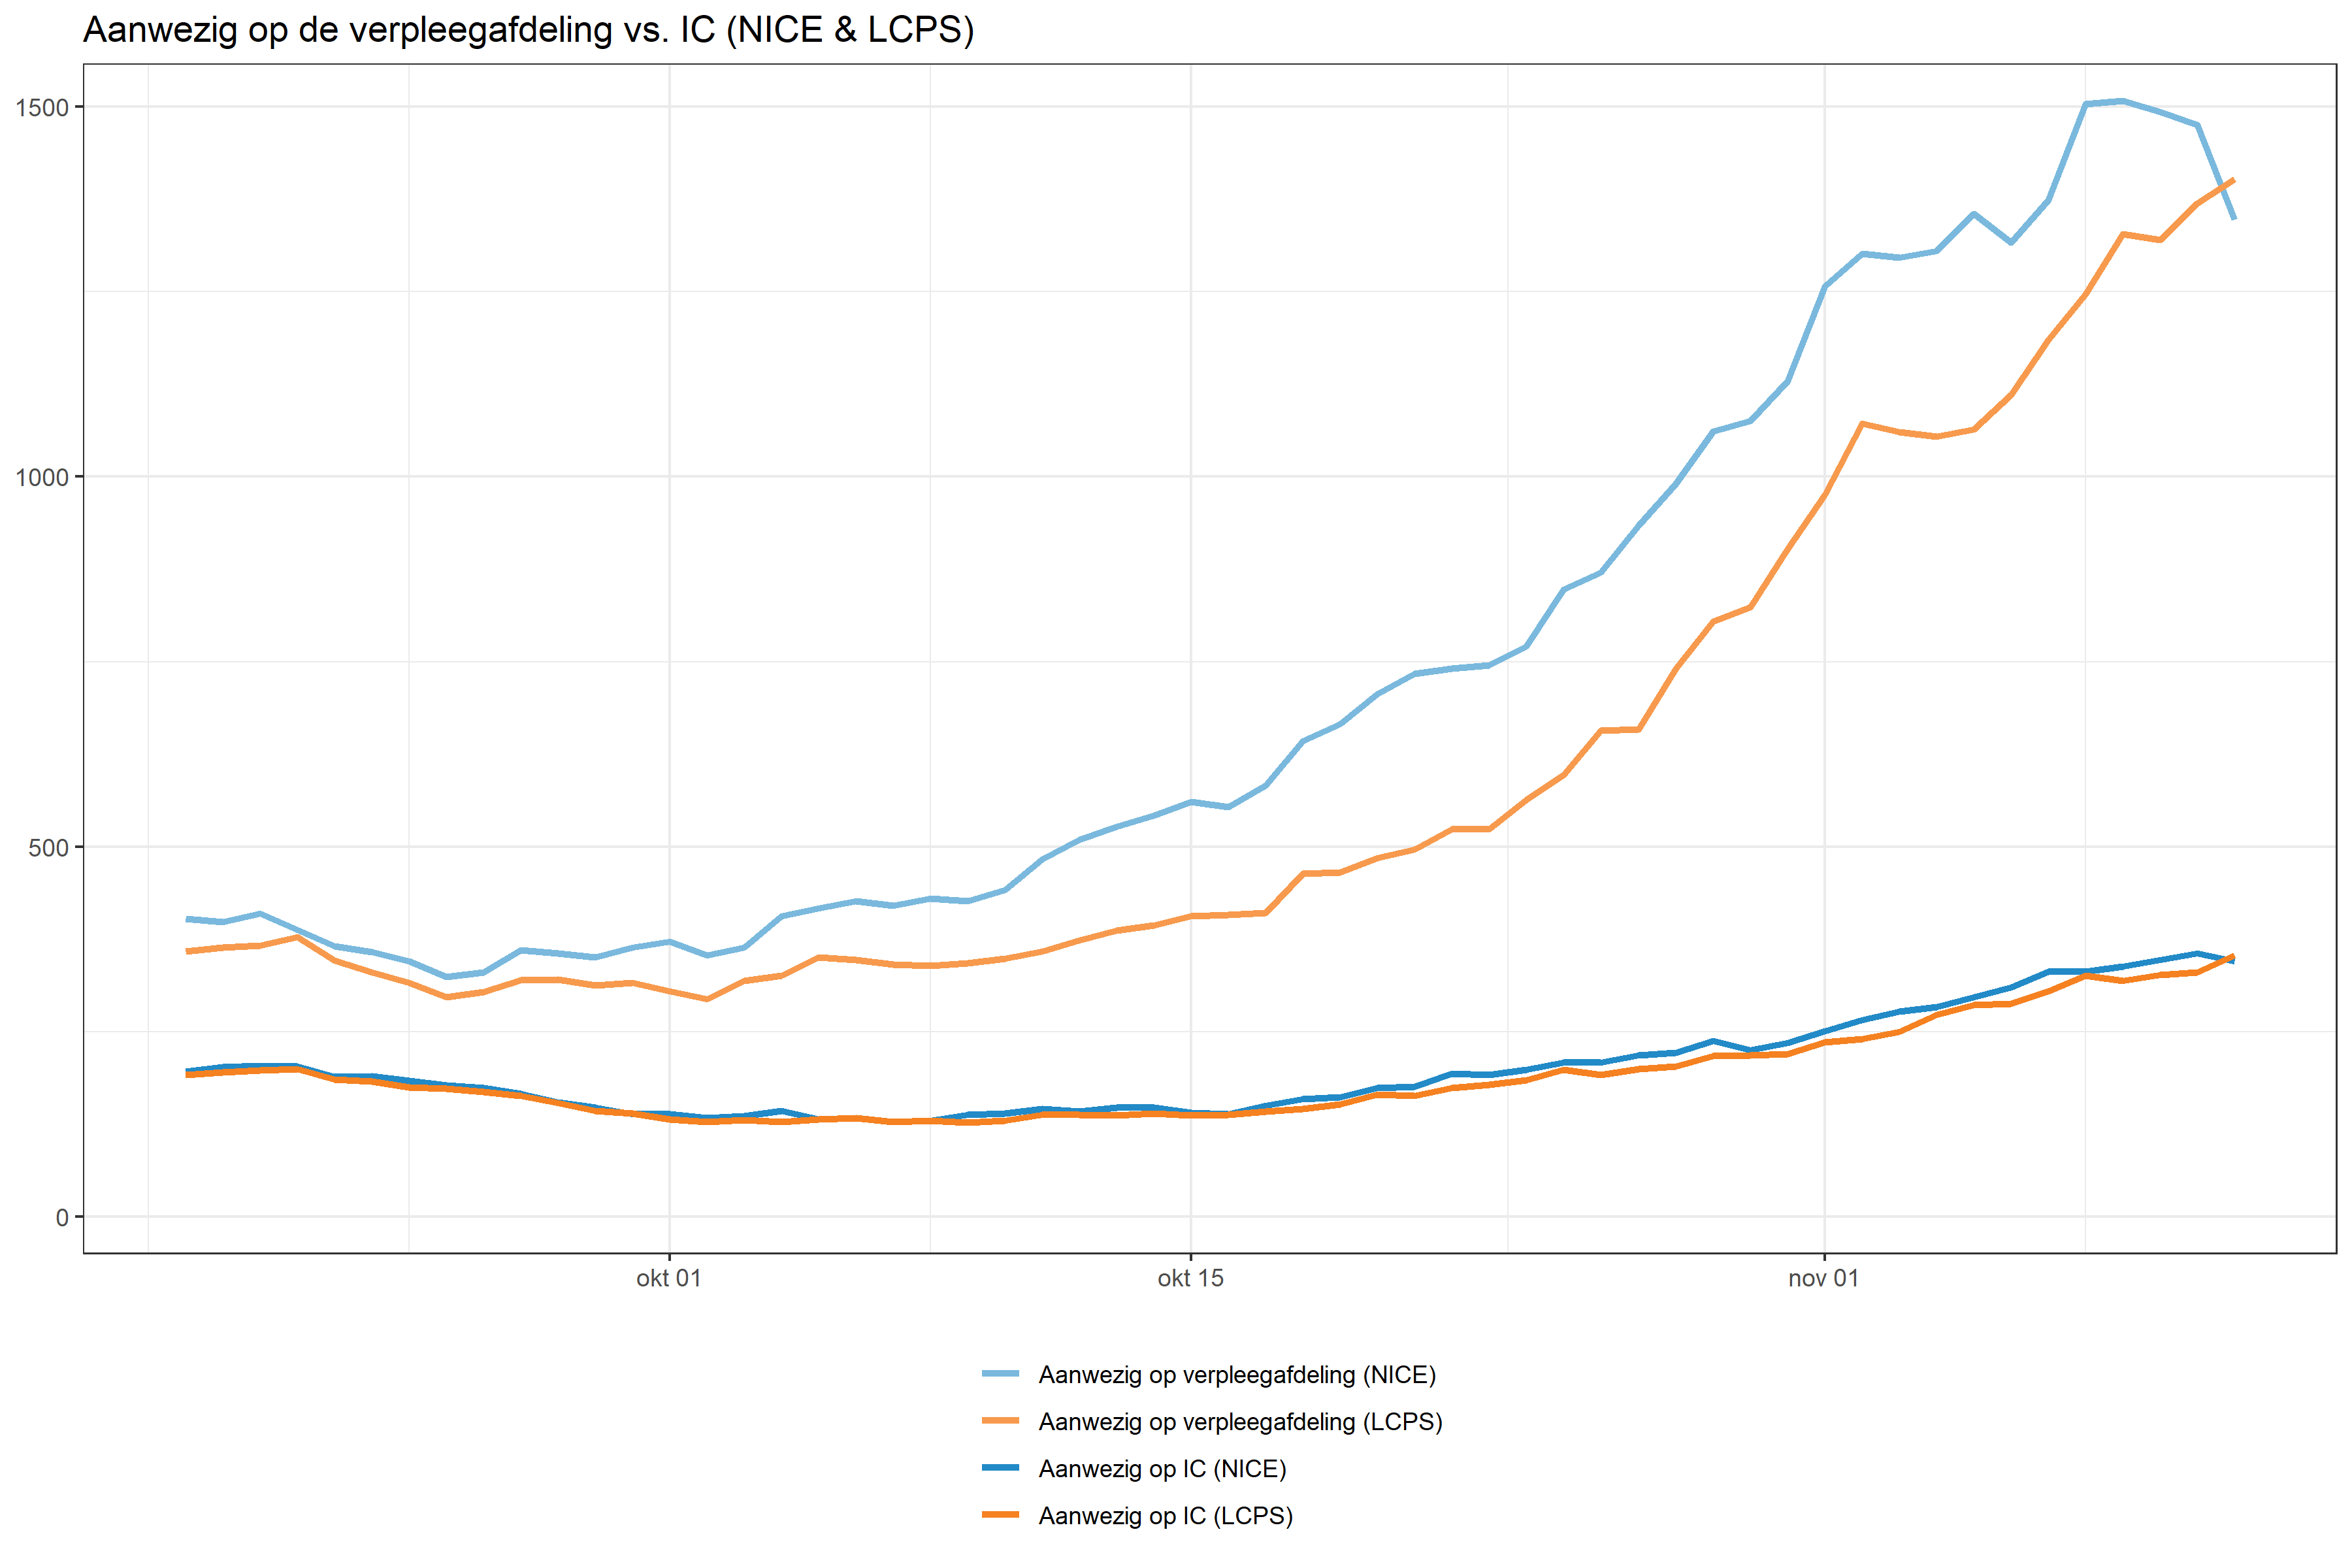 Aanwezig op de verpleegafdeling vs. IC (NICE & LCPS)
1500
1000
500
0
okt 01
okt 15
nov 01
Aanwezig op verpleegafdeling (NICE)
Aanwezig op verpleegafdeling (LCPS)
Aanwezig op IC (NICE)
Aanwezig op IC (LCPS)